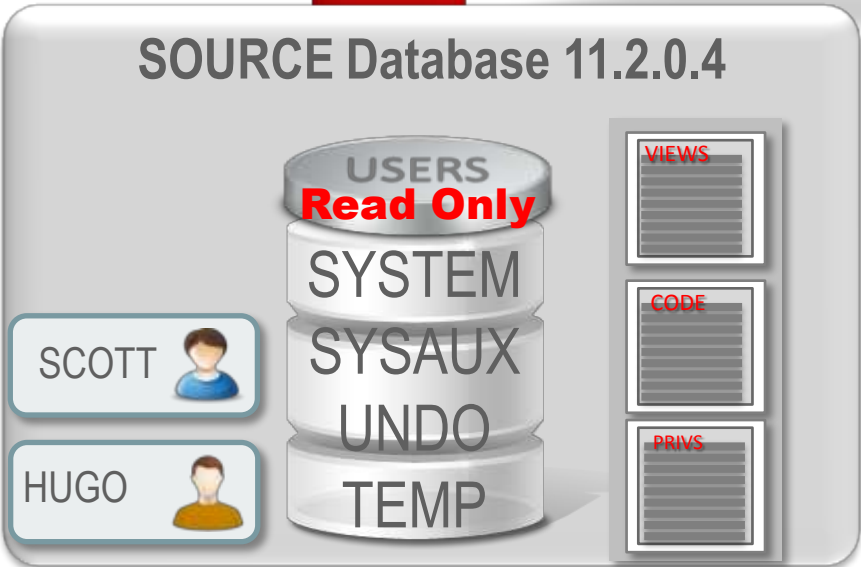 SOURCE Database 11.2.0.4
USERS
Read Only
SYSTEM
SYSAUX
UNDO
TEMP
SCOTT
HUGO
VIEWS
CODE
PRIVS